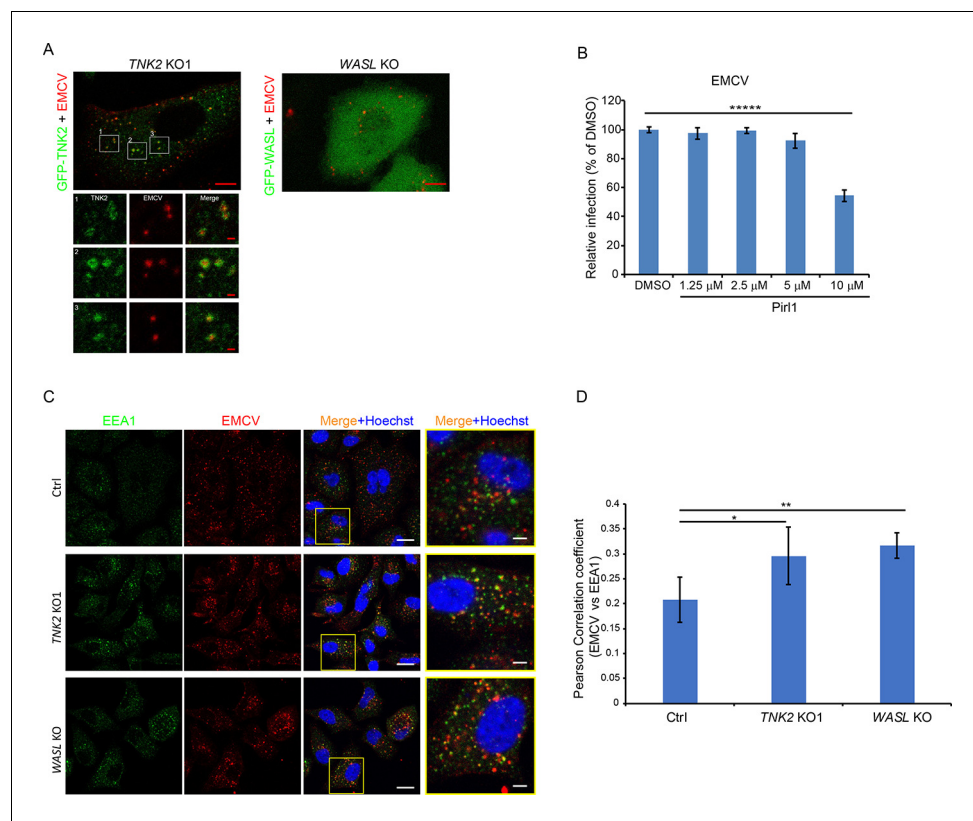 A
TNK2 KO1
WASL KO
GFP-TNK2 + EMCV
GFP-WASL + EMCV
1
2
3
1 TNK2
EMCV
Merge
2
3
B
EMCV
*****
Relative infection (% of DMSO)
120
100
80
60
40
20
0
DMSO
1.25 µM
2.5 µM
5 µM
10 µM
Pirl1
C
EEA1
EMCV
Merge+Hoechst
Merge+Hoechst
Ctrl
TNK2 KO1
WASL KO
D
Pearson Correlation coefficient
(EMCV vs EEA1)
0.4
0.35
0.3
0.25
0.2
0.15
0.1
0.05
0
*
**
Ctrl
TNK2 KO1
WASL KO